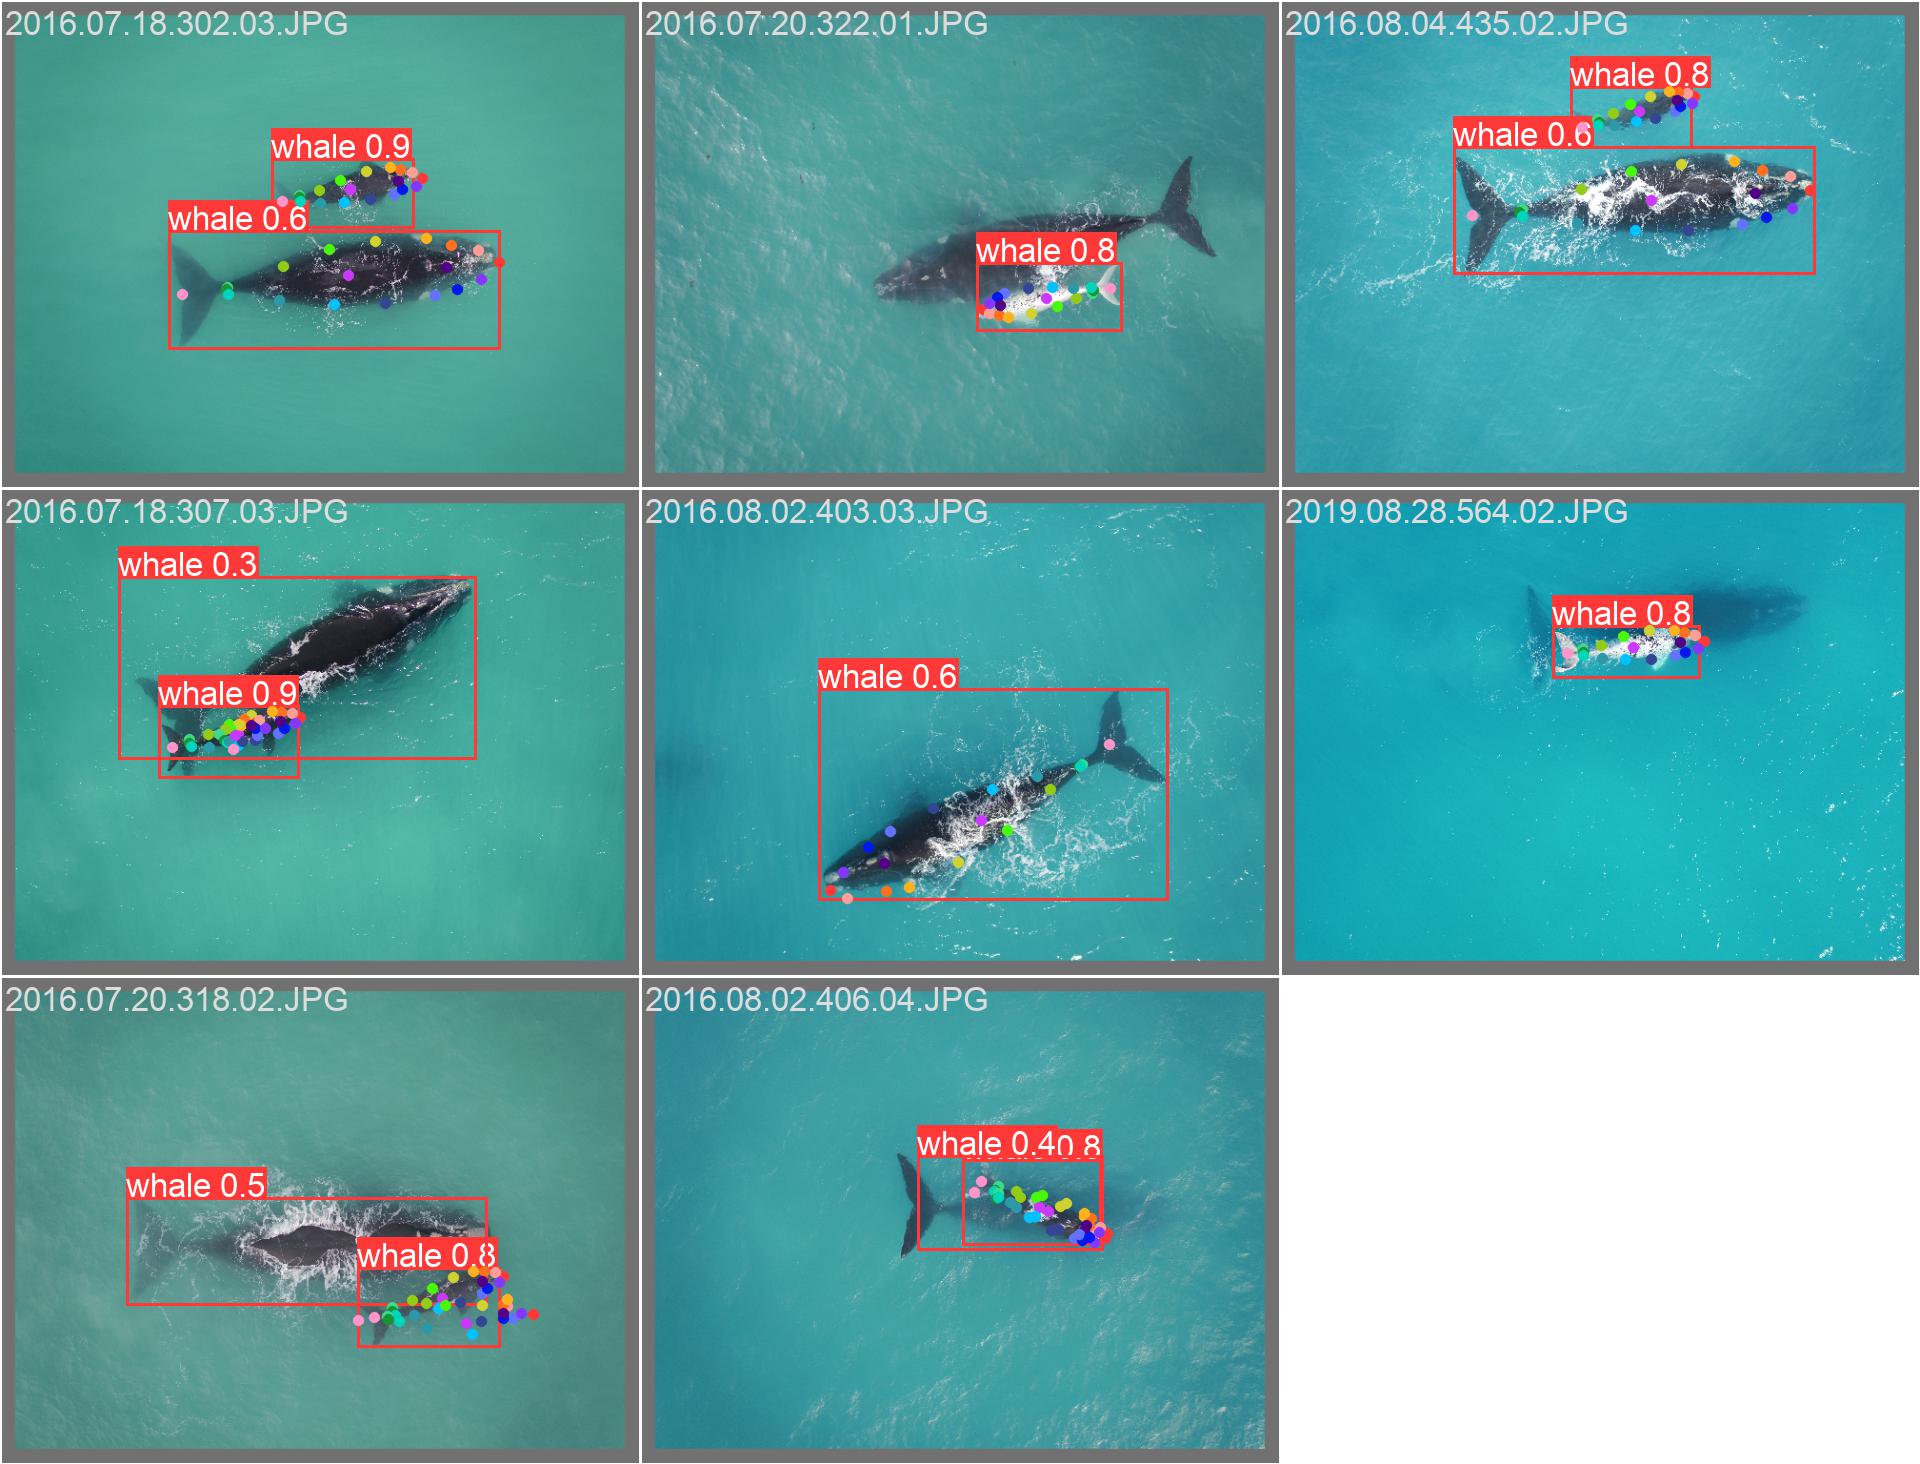 2016.07.18.302.03.JPG
whale 0.9
whale 0.6
2016.07.20.322.01.JPG
whale 0.8
2016.08.04.435.02.JPG
whale 0.8
whale 0.6
2016.07.18.307.03.JPG
whale 0.3
whale 0.9
2016.08.02.403.03.JPG
whale 0.6
2019.08.28.564.02.JPG
whale 0.8
2016.07.20.318.02.JPG
whale 0.5
whale 0.8
2016.08.02.406.04.JPG
whale 0.4
0.8